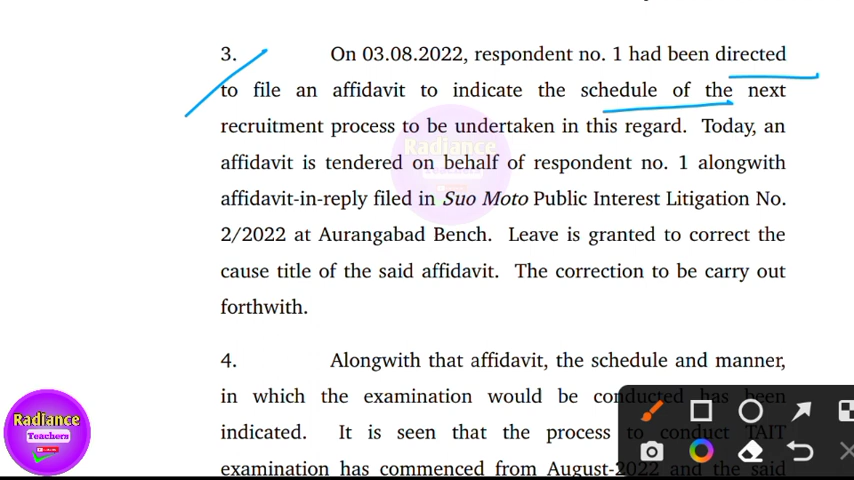 3. On 03.08.2022, respondent no. 1 had been directed
to file an affidavit to indicate the schedule of the next
recruitment process to be undertaken in this regard. Today, an
affidavit is tendered on behalf of respondent no. 1 alongwith
affidavit-in-reply filed in Suo Moto Public Interest Litigation No.
2/2022 at Aurangabad Bench. Leave is granted to correct the
cause title of the said affidavit. The correction to be carry out
forthwith.
4. Alongwith that affidavit, the schedule and manner,
in which the examination would be conducted has been
indicated. It is seen that the process to conduct TAIT
examination has commenced from August-2022 and the said
Radiance
Radiance
Teachers